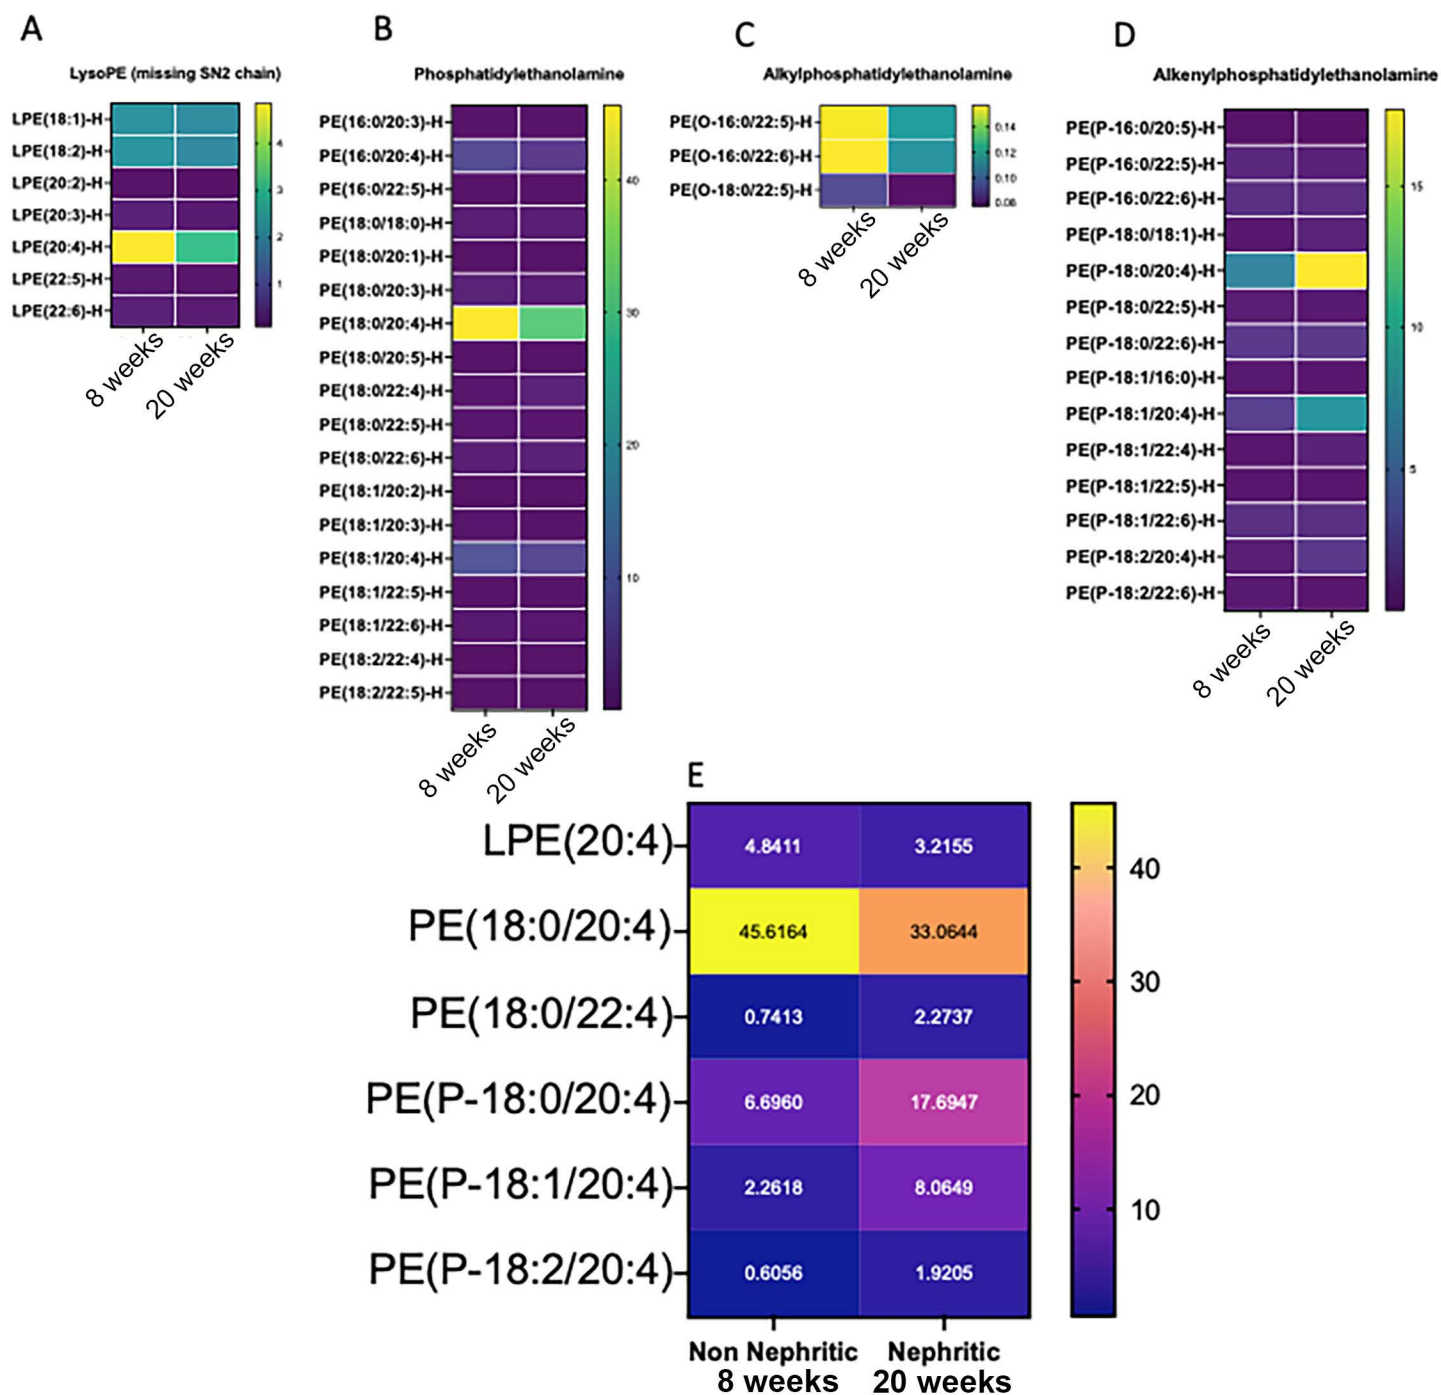 A
LysoPE (missing SN2 chain)
LPE(18:1)-H
LPE(18:2)-H
LPE(20:2)-H
LPE(20:3)-H
LPE(20:4)-H
LPE(22:5)-H
LPE(22:6)-H
4
3
2
1
8 weeks
20 weeks
B
Phosphatidylethanolamine
PE(16:0/20:3)-H
PE(16:0/20:4)-H
PE(16:0/22:5)-H
PE(18:0/18:0)-H
PE(18:0/20:1)-H
PE(18:0/20:3)-H
PE(18:0/20:4)-H
PE(18:0/20:5)-H
PE(18:0/22:4)-H
PE(18:0/22:5)-H
PE(18:0/22:6)-H
PE(18:1/20:2)-H
PE(18:1/20:3)-H
PE(18:1/20:4)-H
PE(18:1/22:5)-H
PE(18:1/22:6)-H
PE(18:2/22:4)-H
PE(18:2/22:5)-H
40
30
20
10
8 weeks
20 weeks
C
Alkylphosphatidylethanolamine
PE(O-16:0/22:5)-H
PE(O-16:0/22:6)-H
PE(O-18:0/22:5)-H
0.14
0.12
0.10
0.08
8 weeks
20 weeks
D
Alkenylphosphatidylethanolamine
PE(P-16:0/20:5)-H
PE(P-16:0/22:5)-H
PE(P-16:0/22:6)-H
PE(P-18:0/18:1)-H
PE(P-18:0/20:4)-H
PE(P-18:0/22:5)-H
PE(P-18:0/22:6)-H
PE(P-18:1/16:0)-H
PE(P-18:1/20:4)-H
PE(P-18:1/22:4)-H
PE(P-18:1/22:5)-H
PE(P-18:1/22:6)-H
PE(P-18:2/20:4)-H
PE(P-18:2/22:6)-H
15
10
5
8 weeks
20 weeks
E
LPE(20:4) 4.8411 3.2155
PE(18:0/20:4) 45.6164 33.0644
PE(18:0/22:4) 0.7413 2.2737
PE(P-18:0/20:4) 6.6960 17.6947
PE(P-18:1/20:4) 2.2618 8.0649
PE(P-18:2/20:4) 0.6056 1.9205
40
30
20
10
Non Nephritic Nephritic
8 weeks 20 weeks